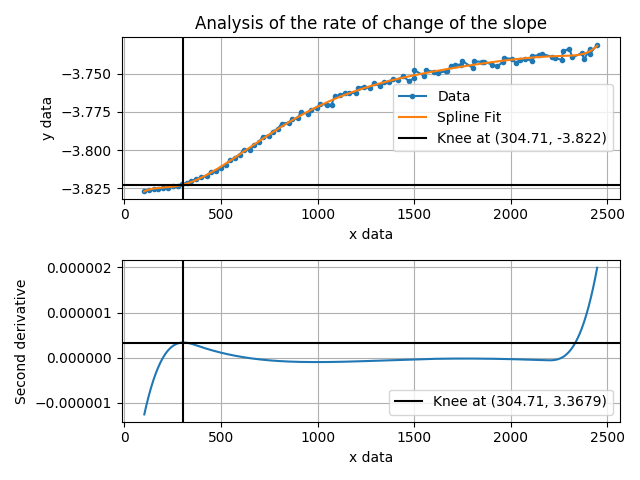 Analysis of the rate of change of the slope
−3.750
−3.775
−3.800
−3.825
y data
Data
Spline Fit
Knee at (304.71, -3.822)
0 500 1000 1500 2000 2500
x data
0.000002
0.000001
0.000000
−0.000001
Second derivative
Knee at (304.71, 3.3679)
0 500 1000 1500 2000 2500
x data